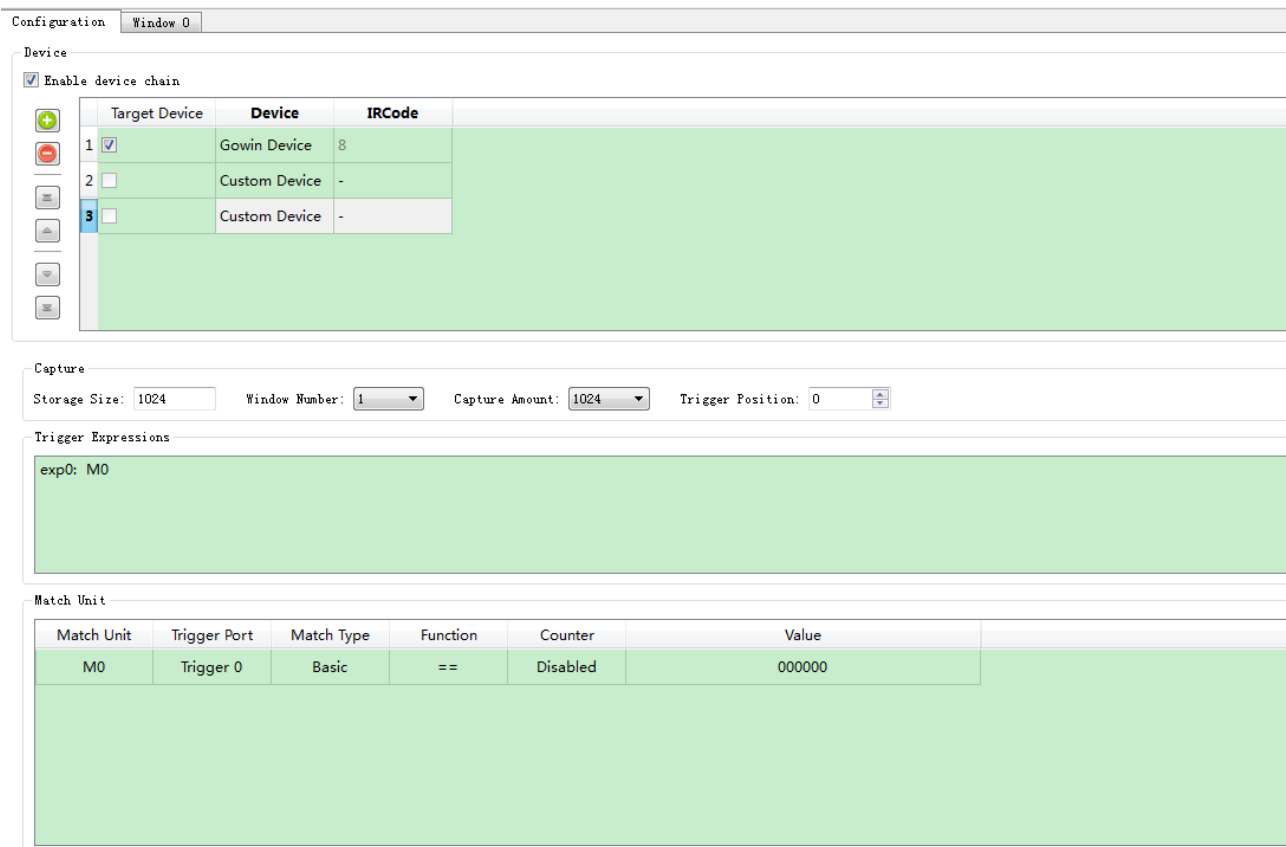 Configuration Window 0
Device
Enable device chain
Target Device Device IRCode
1 Gowin Device 8
2 Custom Device -
3 Custom Device -
Capture
Storage Size: 1024 Window Number: 1 Capture Amount: 1024 Trigger Position: 0
Trigger Expressions
exp0: M0
Match Unit
Match Unit Trigger Port Match Type Function Counter Value
M0 Trigger 0 Basic == Disabled 000000